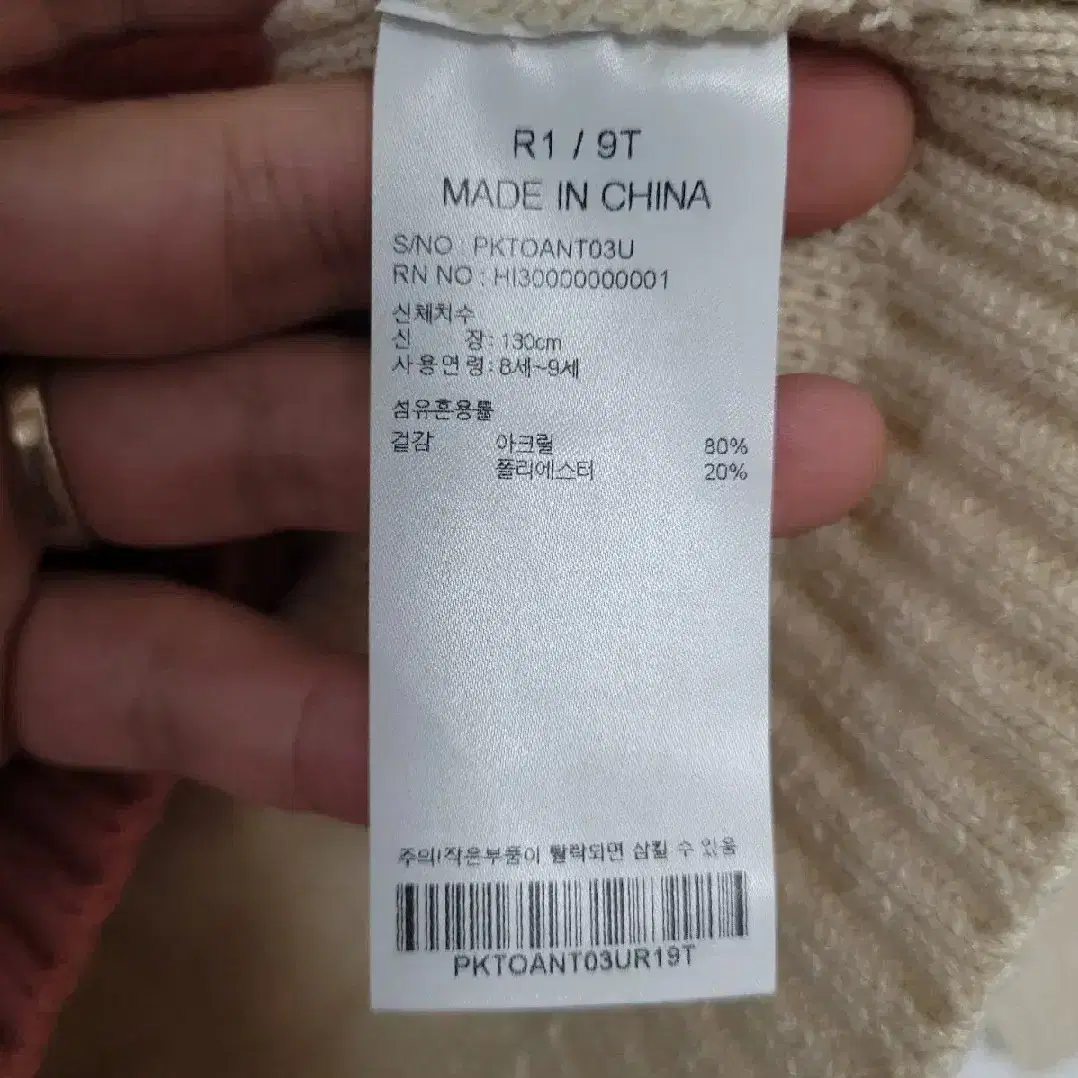 R1 / 9T
MADE IN CHINA
S/NO : PKTOANT03U
RN NO : HI30000000001
신체치수
신 장: 130cm
사용연령: 8세~9세
섬유혼용률
겉감 아크릴 80%
폴리에스터 20%
주의!작은부품이 탈락되면 삼킬 수 있음
PKTOANT03UR19T